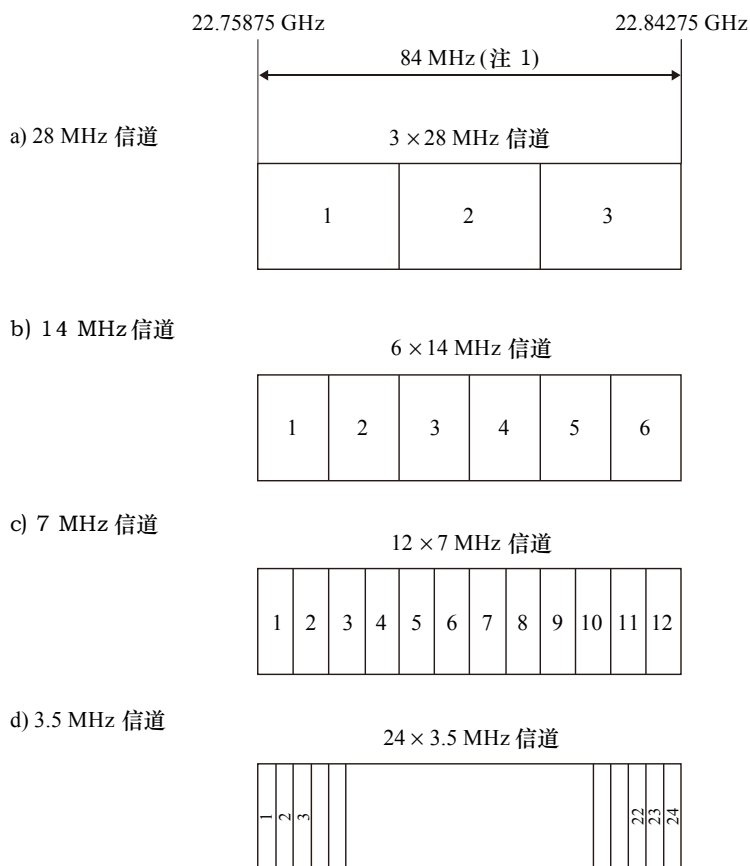 22.75875 GHz 22.84275 GHz
84 MHz (注 1)
a) 28 MHz 信道
3 × 28 MHz 信道
1 2 3
b) 14 MHz 信道
6 × 14 MHz 信道
1 2 3 4 5 6
c) 7 MHz 信道
12 × 7 MHz 信道
1 2 3 4 5 6 7 8 9 10 11 12
d) 3.5 MHz 信道
24 × 3.5 MHz 信道
1 2 3 22 23 24